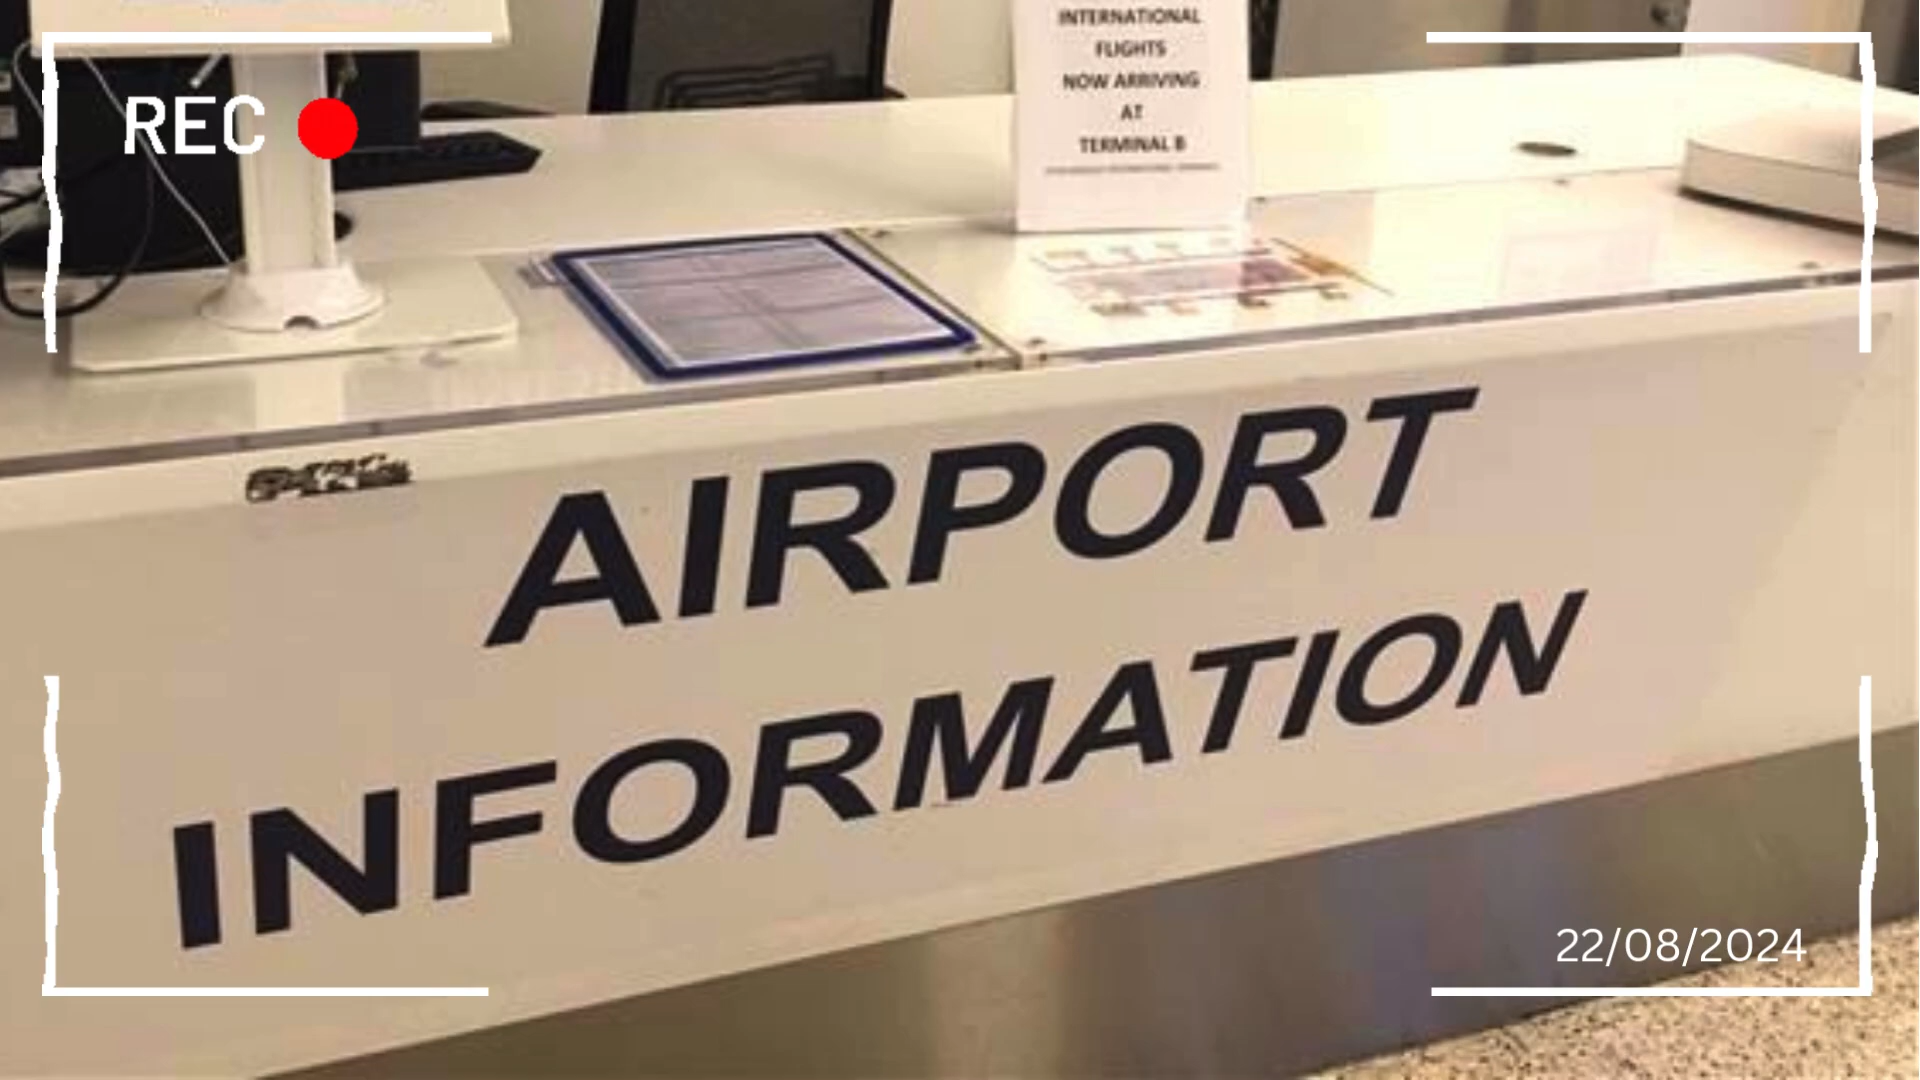 INTERNATIONAL
FLIGHTS
NOW ARRIVING
AT
TERMINAL B
REC
AIRPORT
INFORMATION
22/08/2024